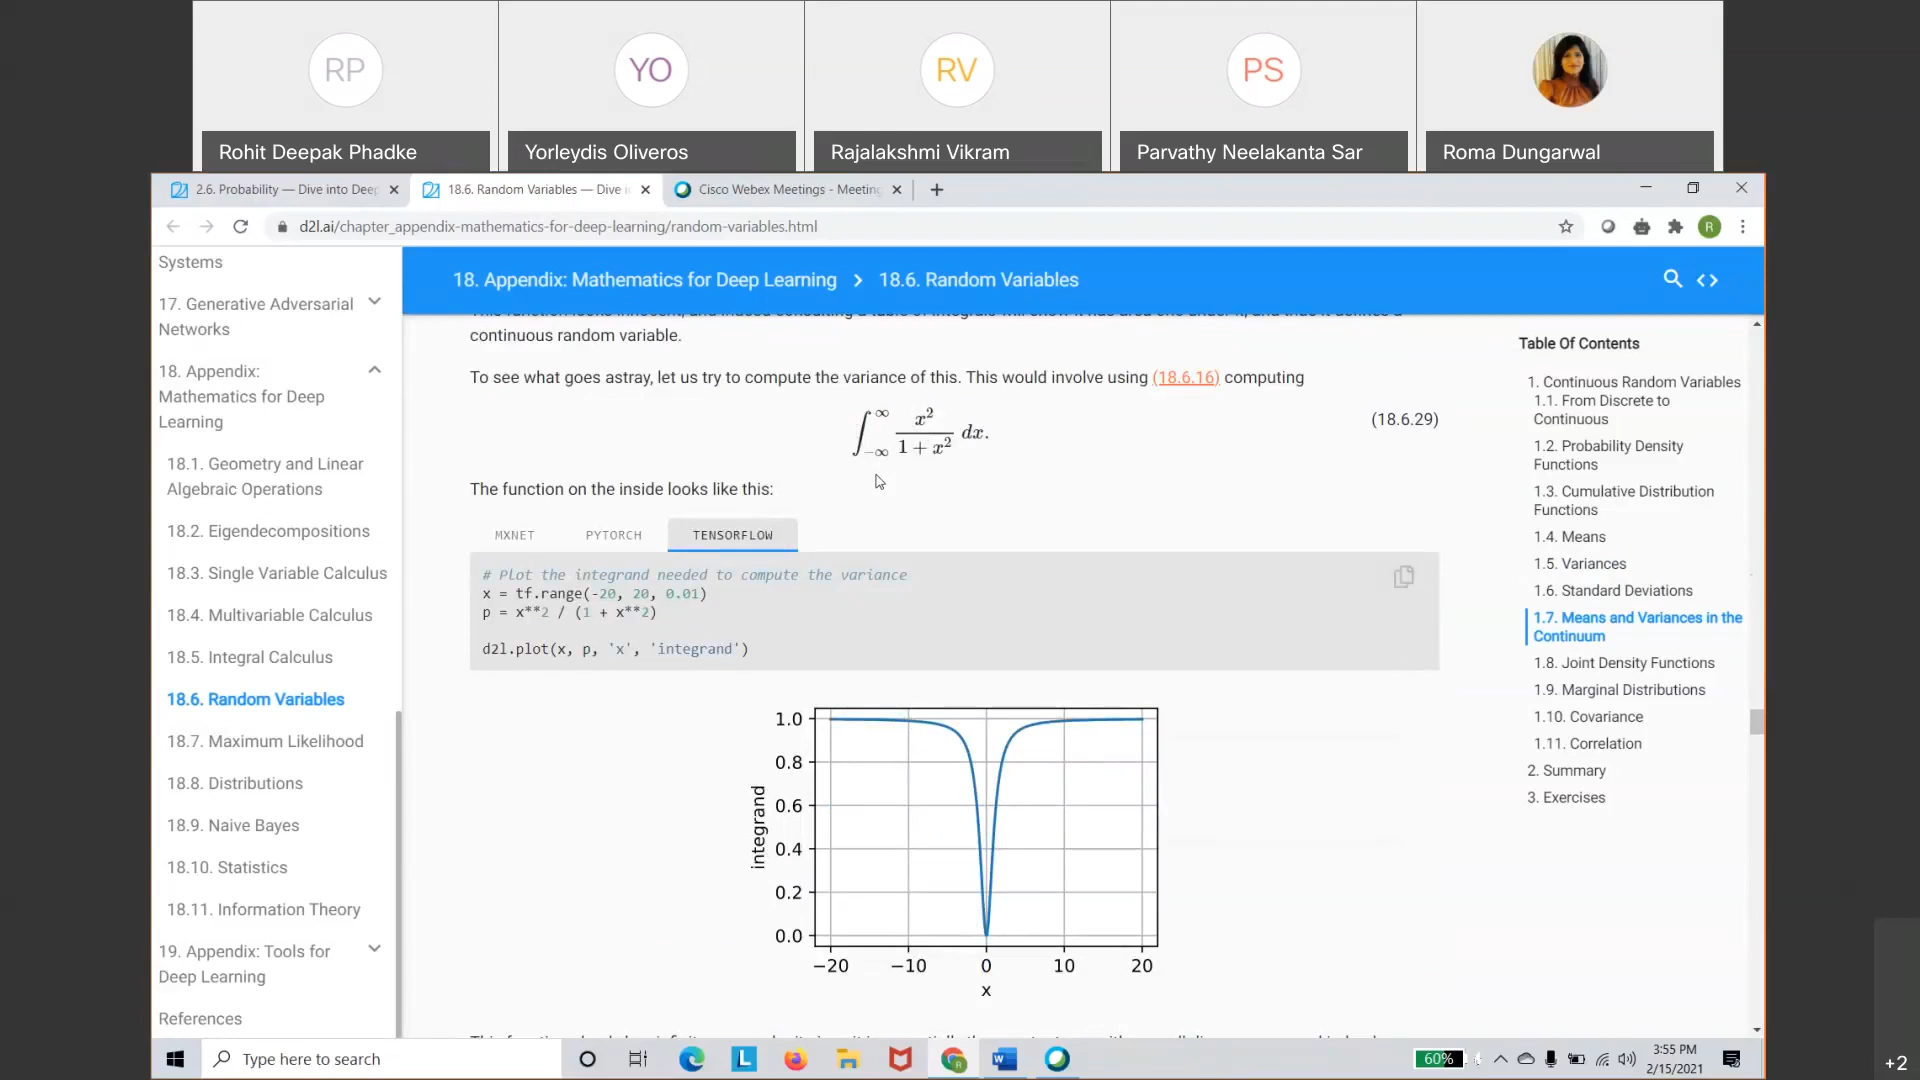 RP
YO
RV
PS
Rohit Deepak Phadke
Yorleydis Oliveros
Rajalakshmi Vikram
Parvathy Neelakanta Sar
Roma Dungarwal
2.6. Probability — Dive into Deep
18.6. Random Variables — Dive i
Cisco Webex Meetings - Meeting
d2l.ai/chapter_appendix-mathematics-for-deep-learning/random-variables.html
R
Systems
17. Generative Adversarial
Networks
18. Appendix:
Mathematics for Deep
Learning
18.1. Geometry and Linear
Algebraic Operations
18.2. Eigendecompositions
18.3. Single Variable Calculus
18.4. Multivariable Calculus
18.5. Integral Calculus
18.6. Random Variables
18.7. Maximum Likelihood
18.8. Distributions
18.9. Naive Bayes
18.10. Statistics
18.11. Information Theory
19. Appendix: Tools for
Deep Learning
References
18. Appendix: Mathematics for Deep Learning > 18.6. Random Variables
continuous random variable.
To see what goes astray, let us try to compute the variance of this. This would involve using (18.6.16) computing
∫_{-∞}^{∞} x² / (1 + x²) dx. (18.6.29)
The function on the inside looks like this:
MXNET PYTORCH TENSORFLOW
# Plot the integrand needed to compute the variance
x = tf.range(-20, 20, 0.01)
p = x**2 / (1 + x**2)
d2l.plot(x, p, 'x', 'integrand')
1.0
0.8
0.6
0.4
0.2
0.0
integrand
−20 −10 0 10 20
x
Table Of Contents
1. Continuous Random Variables
1.1. From Discrete to
Continuous
1.2. Probability Density
Functions
1.3. Cumulative Distribution
Functions
1.4. Means
1.5. Variances
1.6. Standard Deviations
1.7. Means and Variances in the
Continuum
1.8. Joint Density Functions
1.9. Marginal Distributions
1.10. Covariance
1.11. Correlation
2. Summary
3. Exercises
Type here to search
60%
3:55 PM
2/15/2021
+2